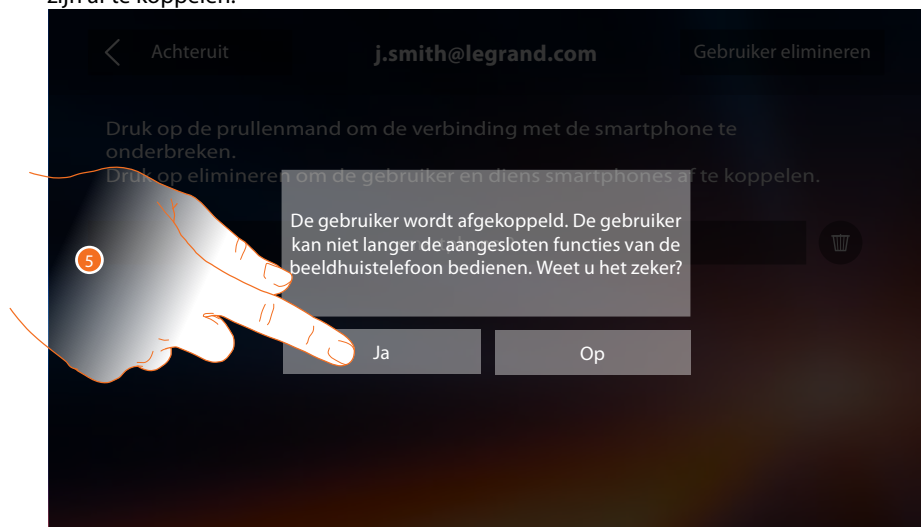 zijn af te koppelen.
Achteruit
j.smith@legrand.com
Gebruiker elimineren
Druk op de prullenmand om de verbinding met de smartphone te
onderbreken.
Druk op elimineren om de gebruiker en diens smartphones af te koppelen.
De gebruiker wordt afgekoppeld. De gebruiker
kan niet langer de aangesloten functies van de
beeldhuistelefoon bedienen. Weet u het zeker?
5
Ja
Op